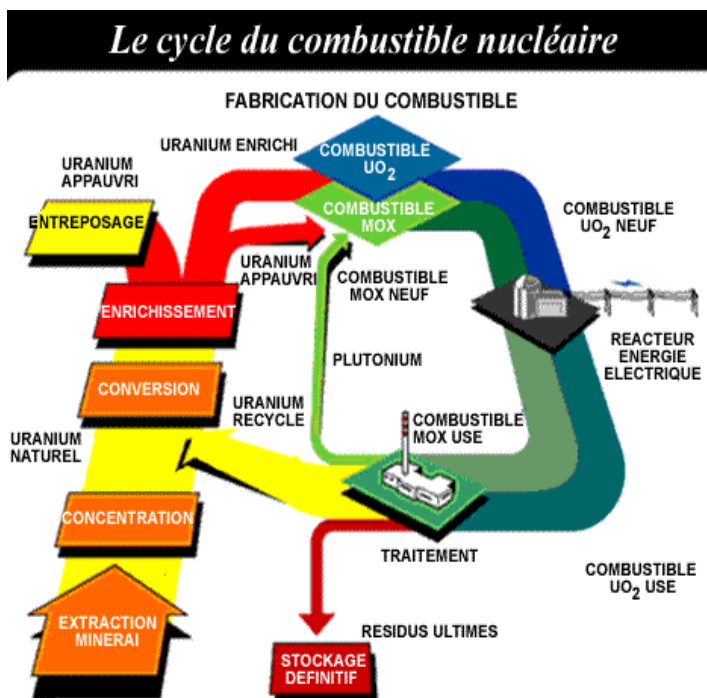 Le cycle du combustible nucléaire
FABRICATION DU COMBUSTIBLE
URANIUM ENRICHI
COMBUSTIBLE
UO2
URANIUM
APPAUVRI
ENTREPOSAGE
COMBUSTIBLE
MOX
COMBUSTIBLE
UO2 NEUF
URANIUM
APPAUVRI
COMBUSTIBLE
MOX NEUF
ENRICHISSEMENT
REACTEUR
ENERGIE
ELECTRIQUE
PLUTONIUM
CONVERSION
URANIUM
RECYCLE
COMBUSTIBLE
MOX USE
URANIUM
NATUREL
CONCENTRATION
TRAITEMENT
COMBUSTIBLE
UO2 USE
EXTRACTION
MINERAI
RESIDUS ULTIMES
STOCKAGE
DEFINITIF